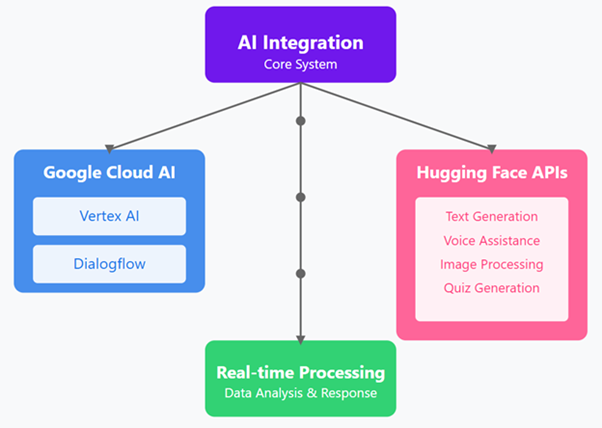 AI Integration
Core System
Google Cloud AI
Vertex AI
Dialogflow
Hugging Face APIs
Text Generation
Voice Assistance
Image Processing
Quiz Generation
Real-time Processing
Data Analysis & Response